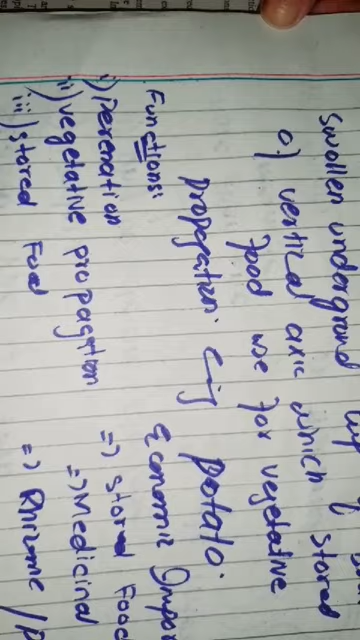 swollen underground
of vertical axis which stored
food use for vegetative
propagation. e.g potato.
Functions: Economic
i) perenation => stored Food
ii) vegetative propagation => Medicinal
iii) stored Food => Rhizome /